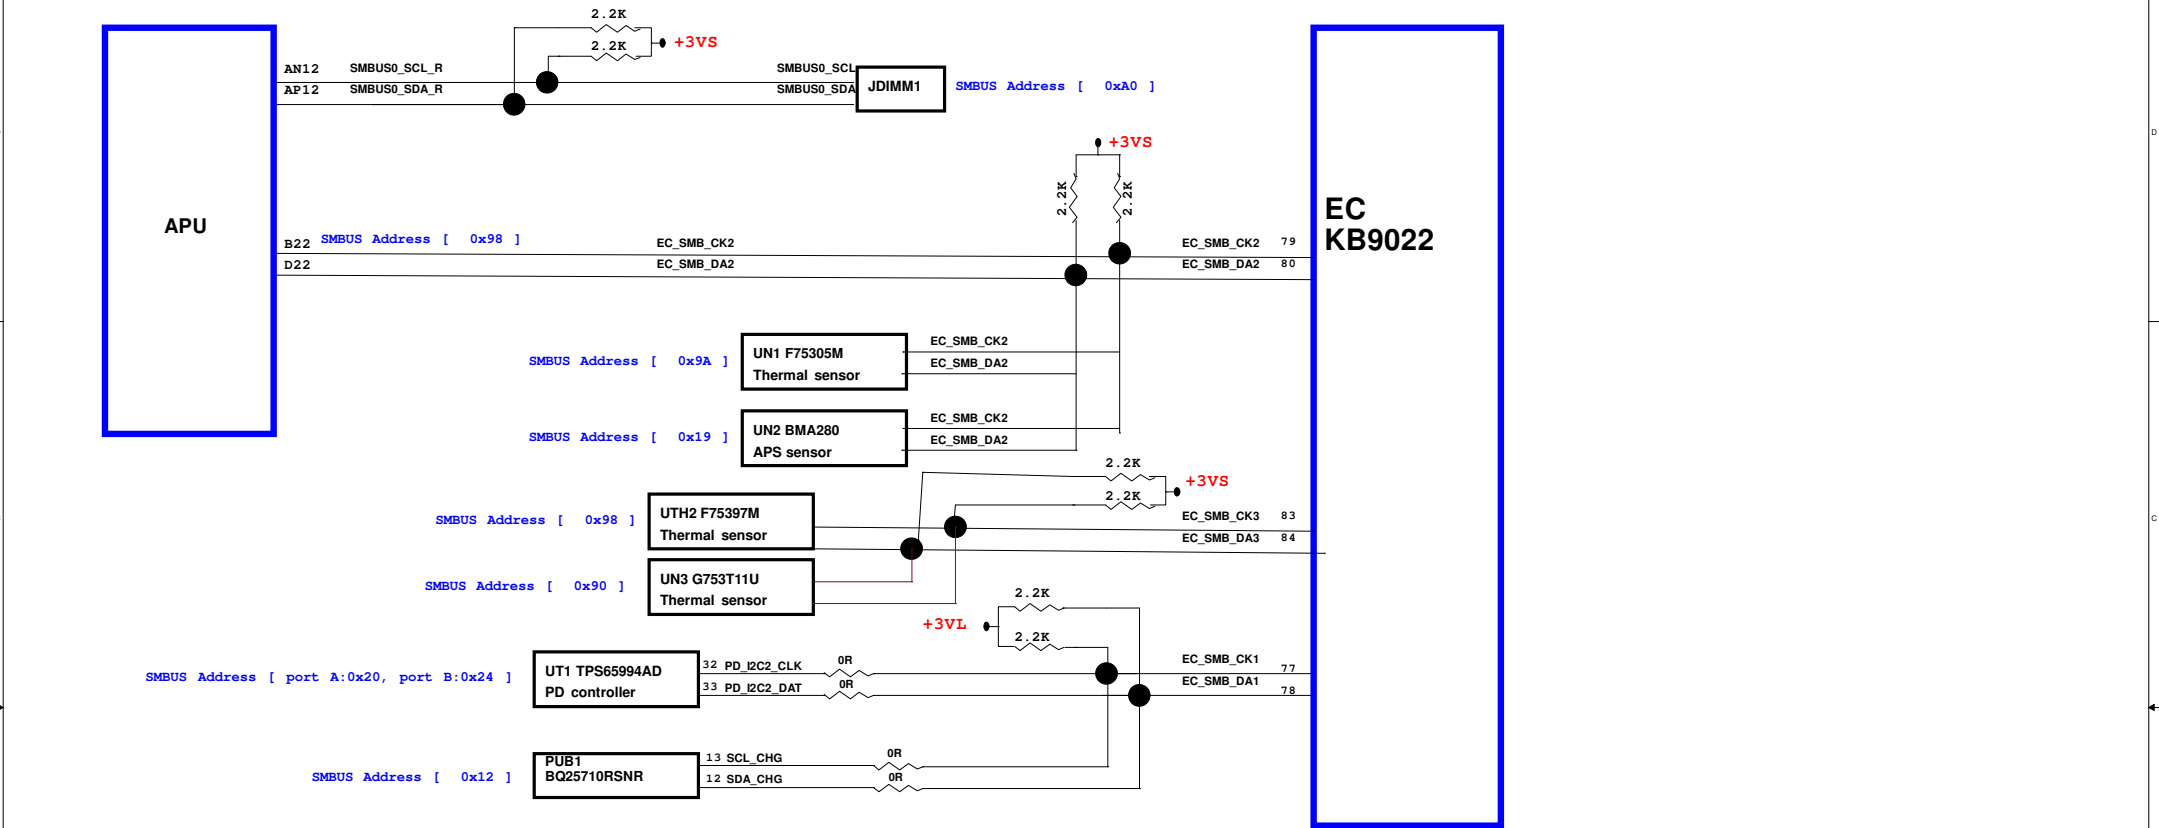 2.2K
2.2K
+3VS
AN12 SMBUS0_SCL_R SMBUS0_SCL
AP12 SMBUS0_SDA_R SMBUS0_SDA
JDIMM1
SMBUS Address [ 0xA0 ]
+3VS
2.2K
2.2K
D
APU
EC
KB9022
B22 SMBUS Address [ 0x98 ] EC_SMB_CK2 EC_SMB_CK2 79
D22 EC_SMB_DA2 EC_SMB_DA2 80
SMBUS Address [ 0x9A ]
UN1 F75305M
Thermal sensor
EC_SMB_CK2
EC_SMB_DA2
SMBUS Address [ 0x19 ]
UN2 BMA280
APS sensor
EC_SMB_CK2
EC_SMB_DA2
2.2K
2.2K
+3VS
SMBUS Address [ 0x98 ]
UTH2 F75397M
Thermal sensor
EC_SMB_CK3 83
EC_SMB_DA3 84
C
SMBUS Address [ 0x90 ]
UN3 G753T11U
Thermal sensor
2.2K
2.2K
+3VL
SMBUS Address [ port A:0x20, port B:0x24 ]
UT1 TPS65994AD
PD controller
32 PD_I2C2_CLK 0R EC_SMB_CK1 77
33 PD_I2C2_DAT 0R EC_SMB_DA1 78
SMBUS Address [ 0x12 ]
PUB1
BQ25710RSNR
13 SCL_CHG 0R
12 SDA_CHG 0R